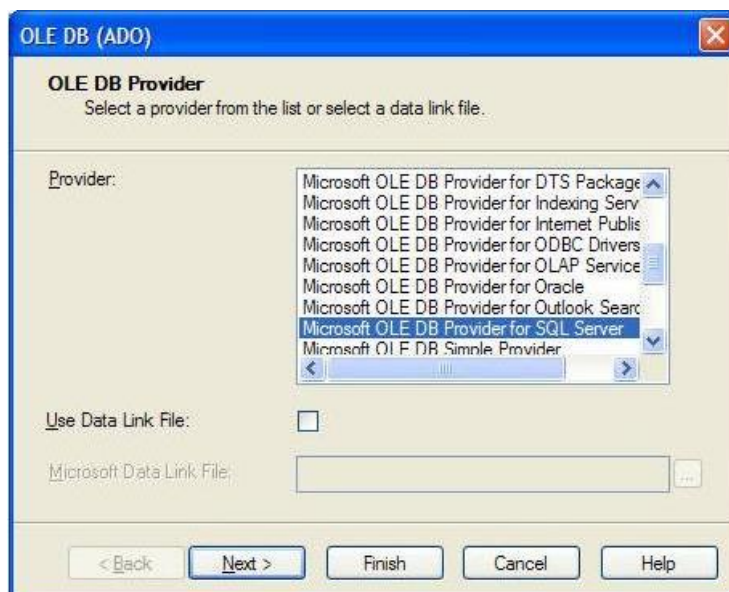 OLE DB (ADO)
OLE DB Provider
Select a provider from the list or select a data link file.
Provider:
Microsoft OLE DB Provider for DTS Package
Microsoft OLE DB Provider for Indexing Serv
Microsoft OLE DB Provider for Internet Publis
Microsoft OLE DB Provider for ODBC Drivers
Microsoft OLE DB Provider for OLAP Service
Microsoft OLE DB Provider for Oracle
Microsoft OLE DB Provider for Outlook Searc
Microsoft OLE DB Provider for SQL Server
Microsoft OLE DB Simple Provider
Use Data Link File:
Microsoft Data Link File:
...
< Back Next > Finish Cancel Help